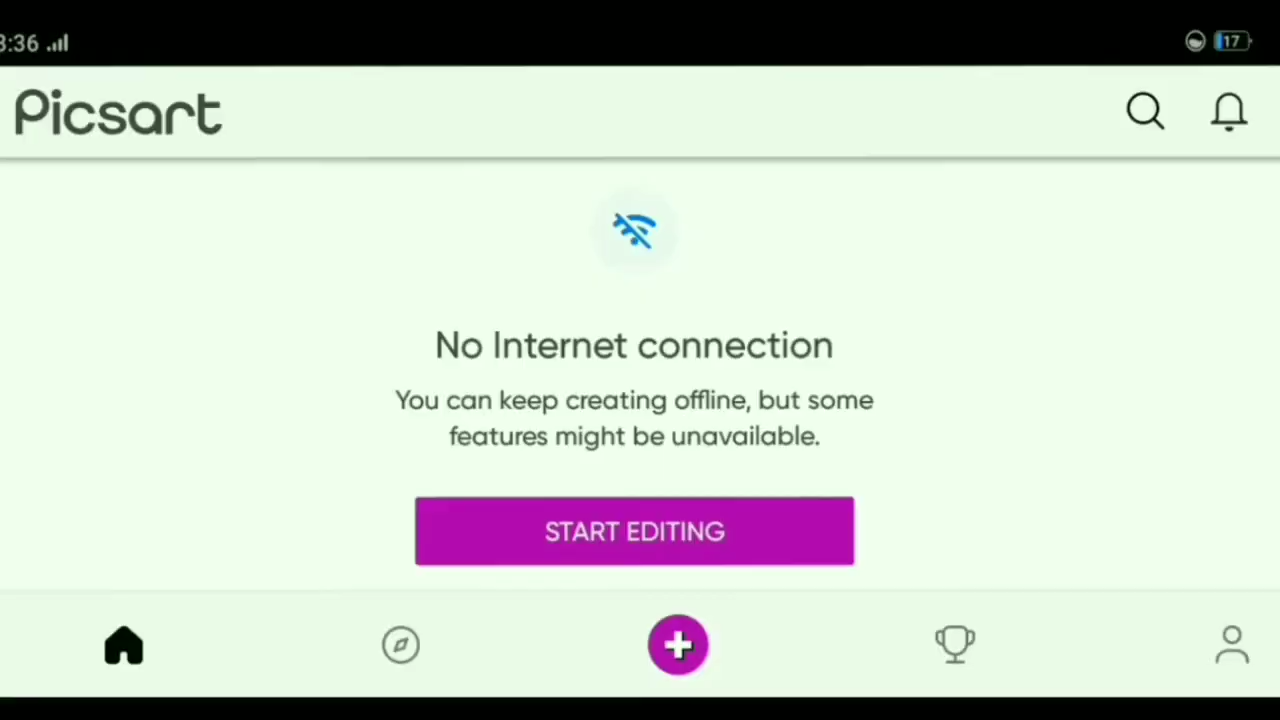 :36
17
Picsart
No Internet connection
You can keep creating offline, but some
features might be unavailable.
START EDITING